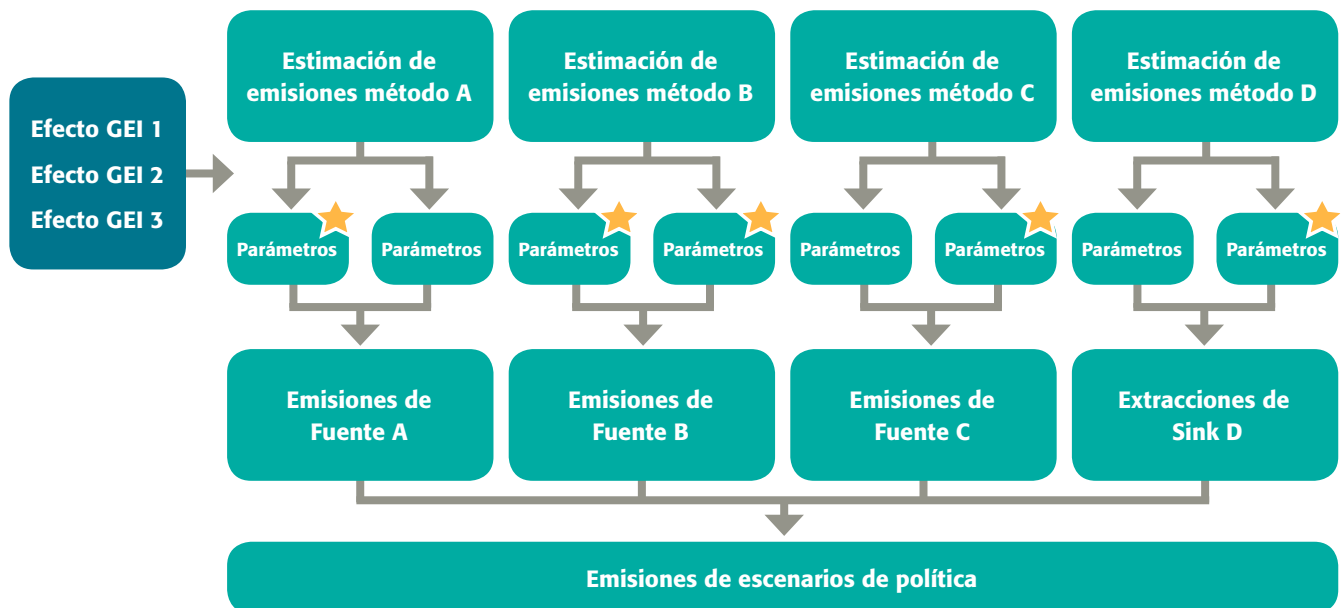 Estimación de
emisiones método A
Estimación de
emisiones método B
Estimación de
emisiones método C
Estimación de
emisiones método D
Efecto GEI 1
Efecto GEI 2
Efecto GEI 3
Parámetros
Parámetros
Parámetros
Parámetros
Parámetros
Parámetros
Parámetros
Parámetros
Emisiones de
Fuente A
Emisiones de
Fuente B
Emisiones de
Fuente C
Extracciones de
Sink D
Emisiones de escenarios de política